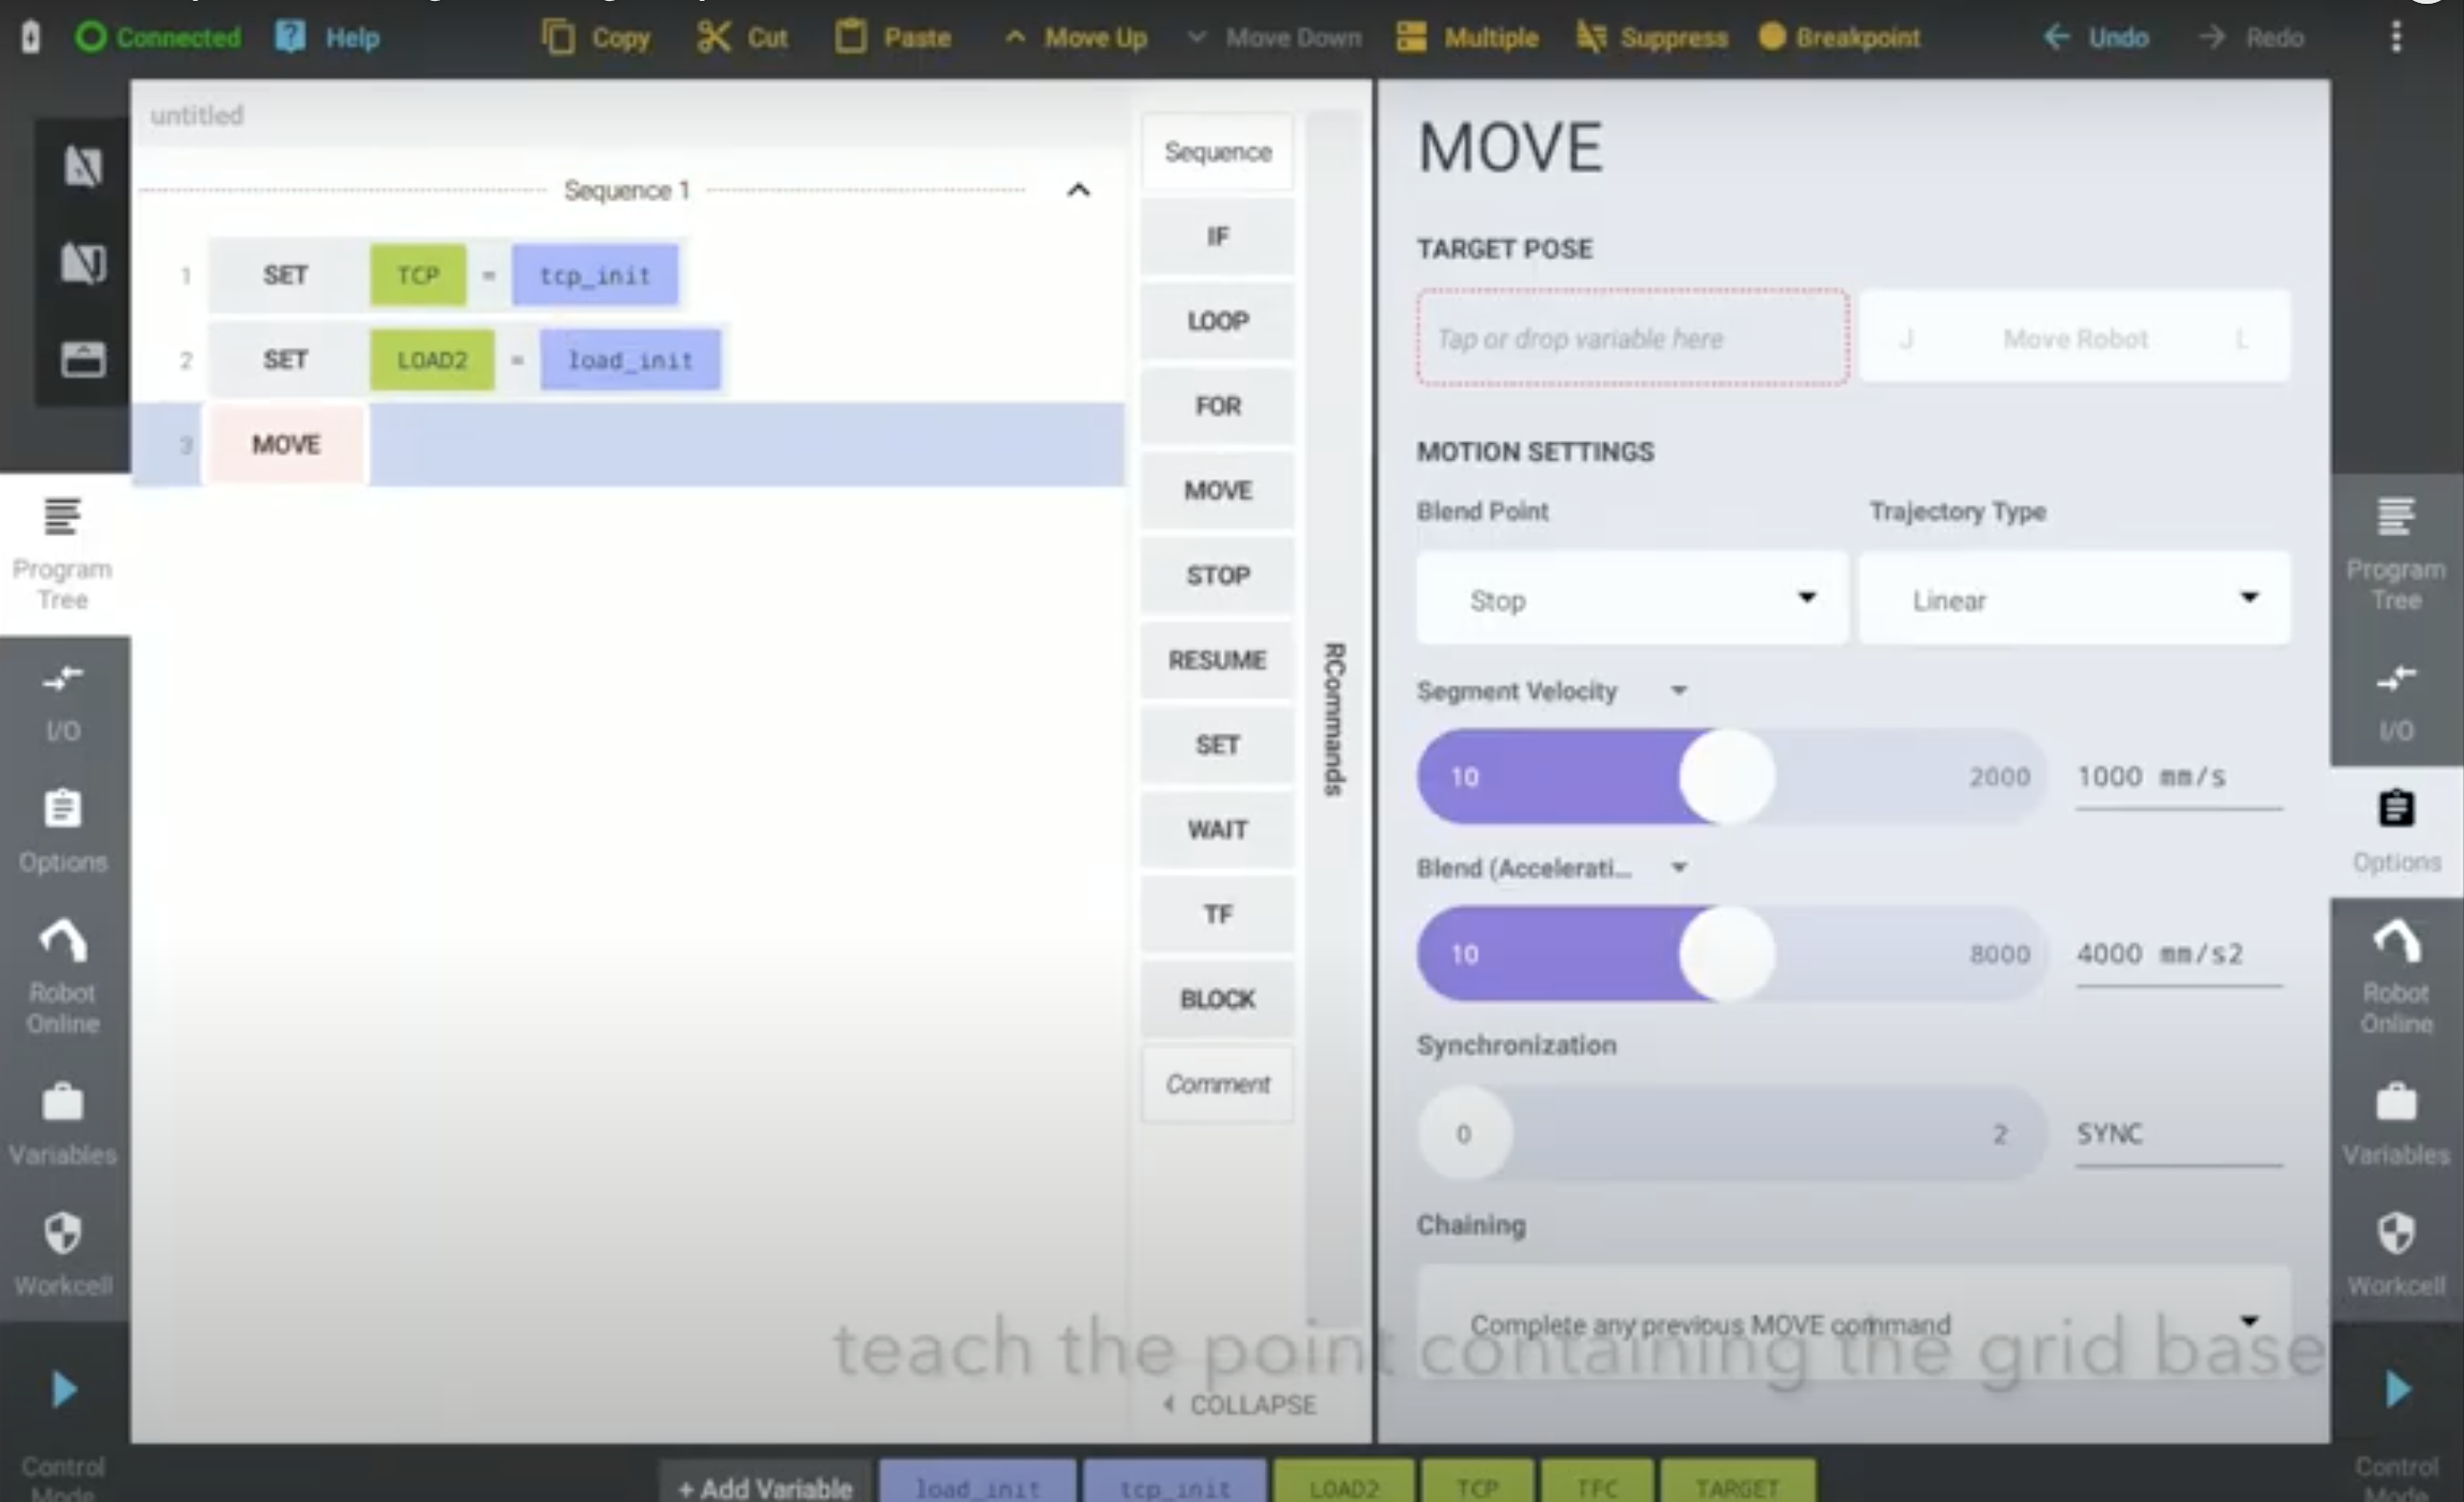 Connected Help Copy Cut Paste Move Up Move Down Multiple Suppress Breakpoint Undo Redo
untitled
Sequence 1
1 SET TCP = tcp_init
2 SET LOAD2 = load_init
3 MOVE
Program
Tree
I/O
Options
Robot
Online
Variables
Workcell
Control
Mode
Sequence
IF
LOOP
FOR
MOVE
STOP
RESUME
SET
WAIT
TF
BLOCK
Comment
COLLAPSE
RCommands
MOVE
TARGET POSE
Tap or drop variable here
J Move Robot L
MOTION SETTINGS
Blend Point Trajectory Type
Stop Linear
Segment Velocity
10 2000 1000 mm/s
Blend (Accelerati...
10 8000 4000 mm/s2
Synchronization
0 2 SYNC
Chaining
Complete any previous MOVE command
teach the point containing the grid base
Program
Tree
I/O
Options
Robot
Online
Variables
Workcell
Control
Mode
+ Add Variable load_init tcp_init LOAD2 TCP TFC TARGET